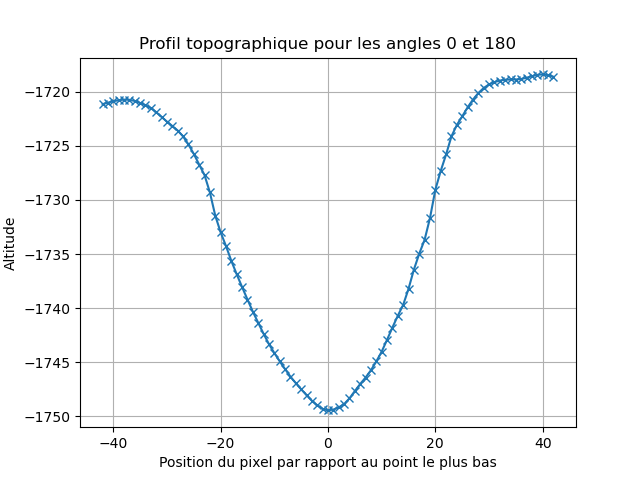 Profil topographique pour les angles 0 et 180
Altitude
−1720
−1725
−1730
−1735
−1740
−1745
−1750
−40 −20 0 20 40
Position du pixel par rapport au point le plus bas